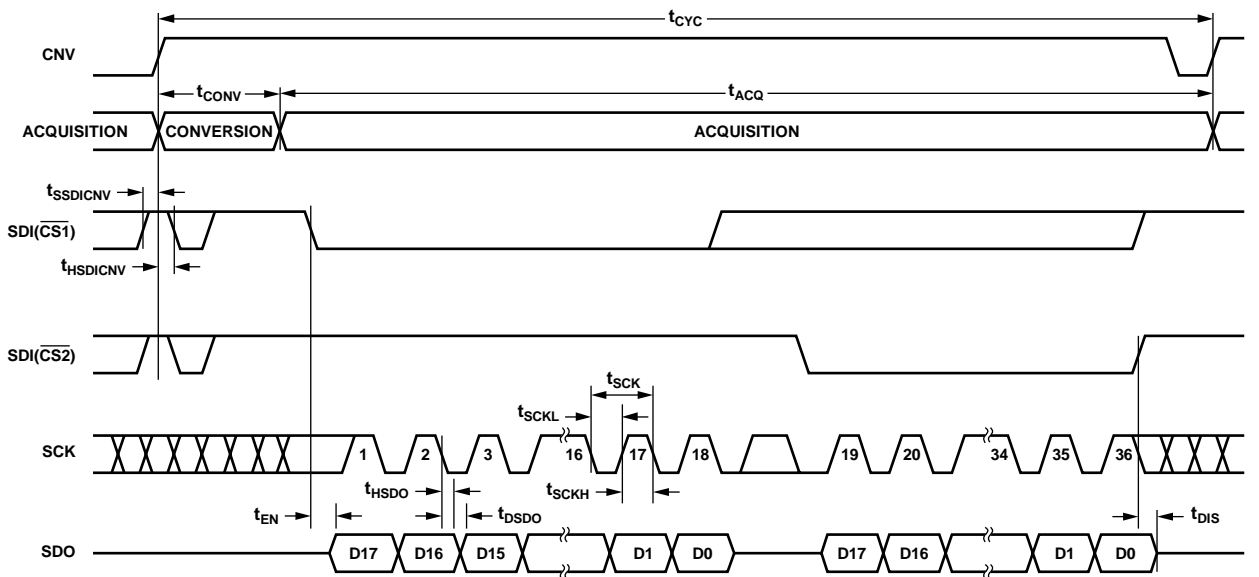 tCYC
CNV
tCONV
tACQ
ACQUISITION CONVERSION ACQUISITION
tSSDICNV
SDI(CS1)
tHSDICNV
SDI(CS2)
tSCK
tSCKL
SCK 1 2 3 16 17 18 19 20 34 35 36
tHSDO
tSCKH
tEN
tDSDO
tDIS
SDO D17 D16 D15 D1 D0 D17 D16 D1 D0